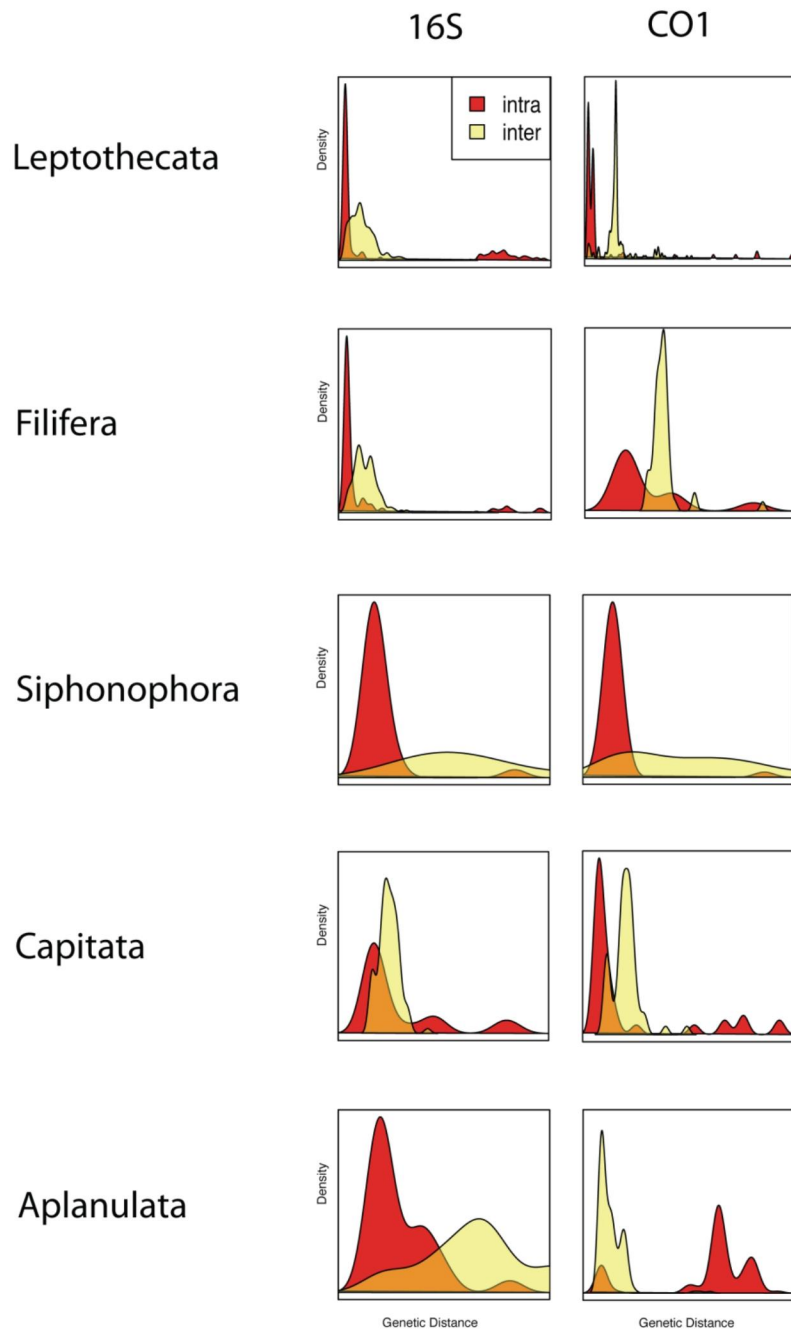 16S CO1
Leptothecata
Density
intra
inter
Filifera
Density
Siphonophora
Density
Capitata
Density
Aplanulata
Density
Genetic Distance Genetic Distance